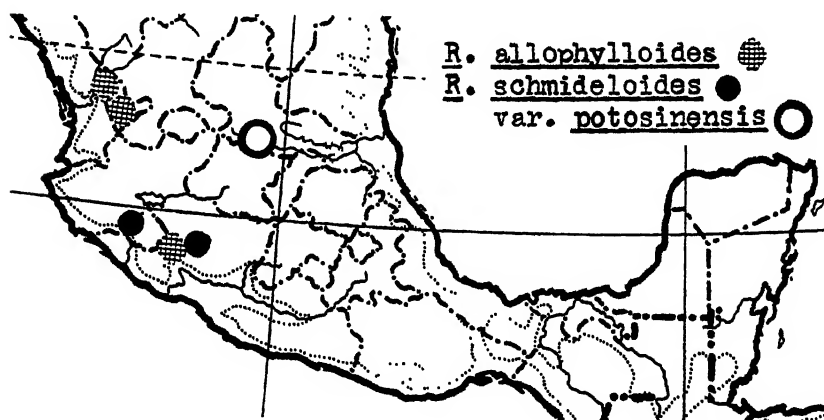 R. allophylloides
R. schmideloides
var. potosinensis